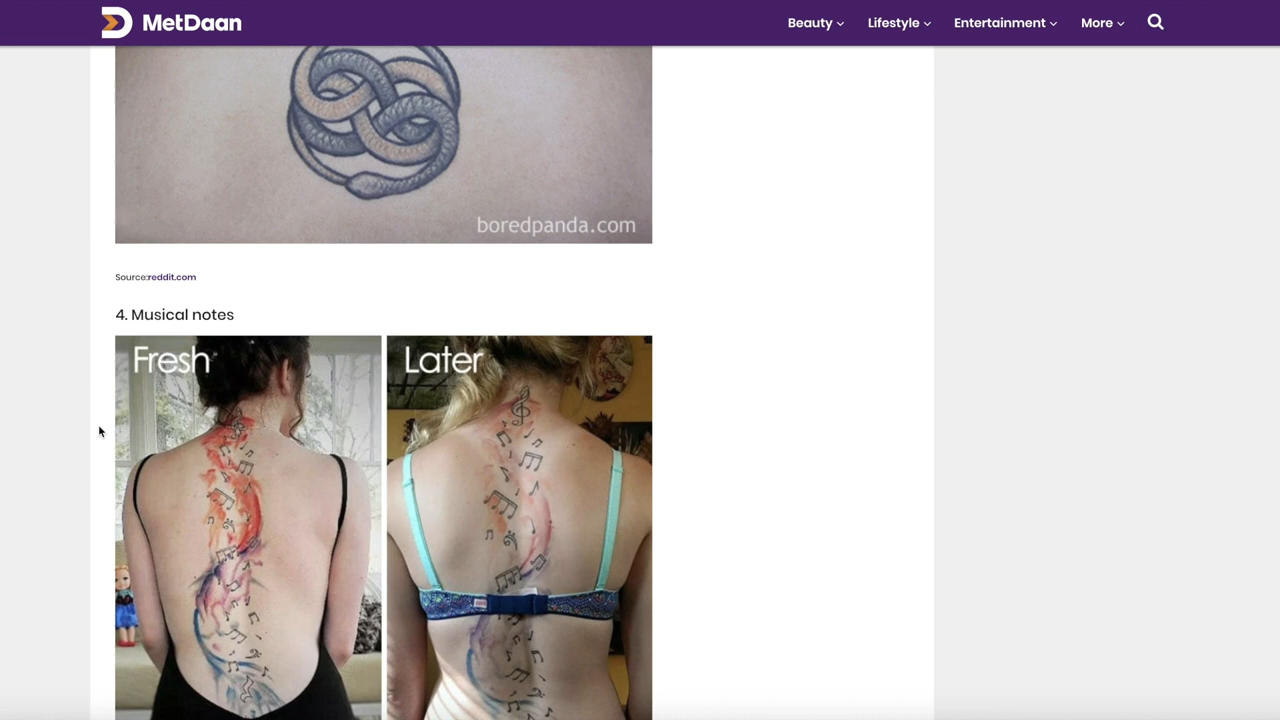 MetDaan
Beauty
Lifestyle
Entertainment
More
boredpanda.com
Source:reddit.com
4. Musical notes
Fresh
Later